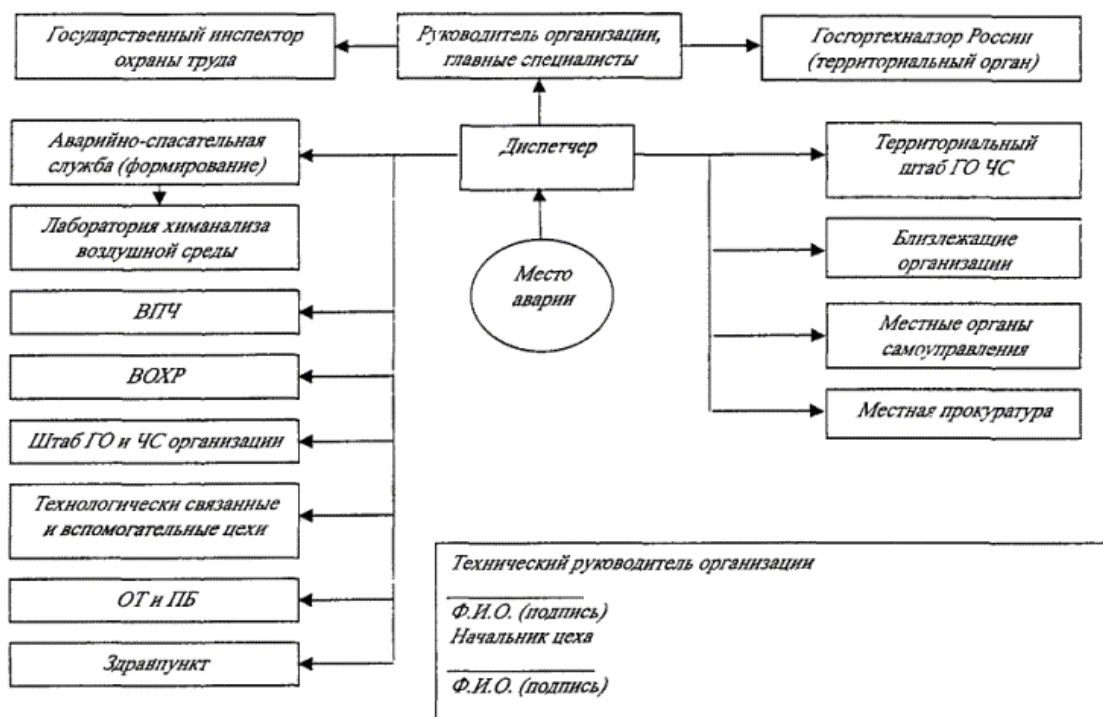 Государственный инспектор
охраны труда
Руководитель организации,
главные специалисты
Госгортехнадзор России
(территориальный орган)
Аварийно-спасательная
служба (формирование)
Диспетчер
Территориальный
штаб ГО ЧС
Лаборатория химанализа
воздушной среды
Место
аварии
Близлежащие
организации
ВПЧ
Местные органы
самоуправления
ВОХР
Местная прокуратура
Штаб ГО и ЧС организации
Технологически связанные
и вспомогательные цехи
ОТ и ПБ
Здравпункт
Технический руководитель организации
Ф.И.О. (подпись)
Начальник цеха
Ф.И.О. (подпись)